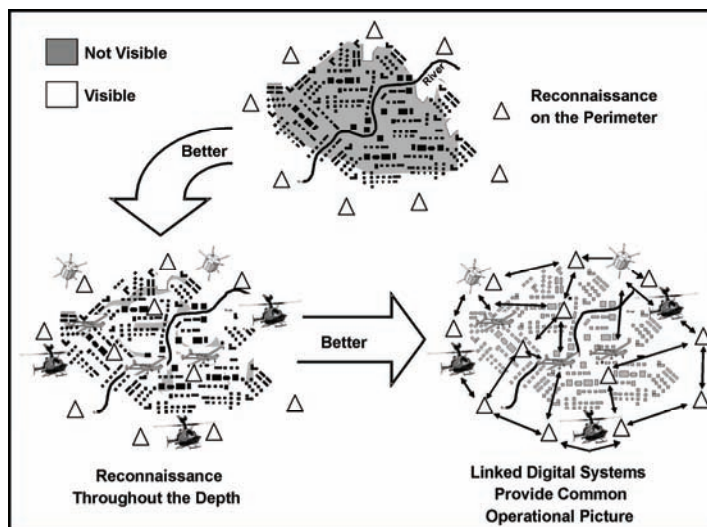 Not Visible
Visible
River
Reconnaissance
on the Perimeter
Better
Better
Reconnaissance
Throughout the Depth
Linked Digital Systems
Provide Common
Operational Picture